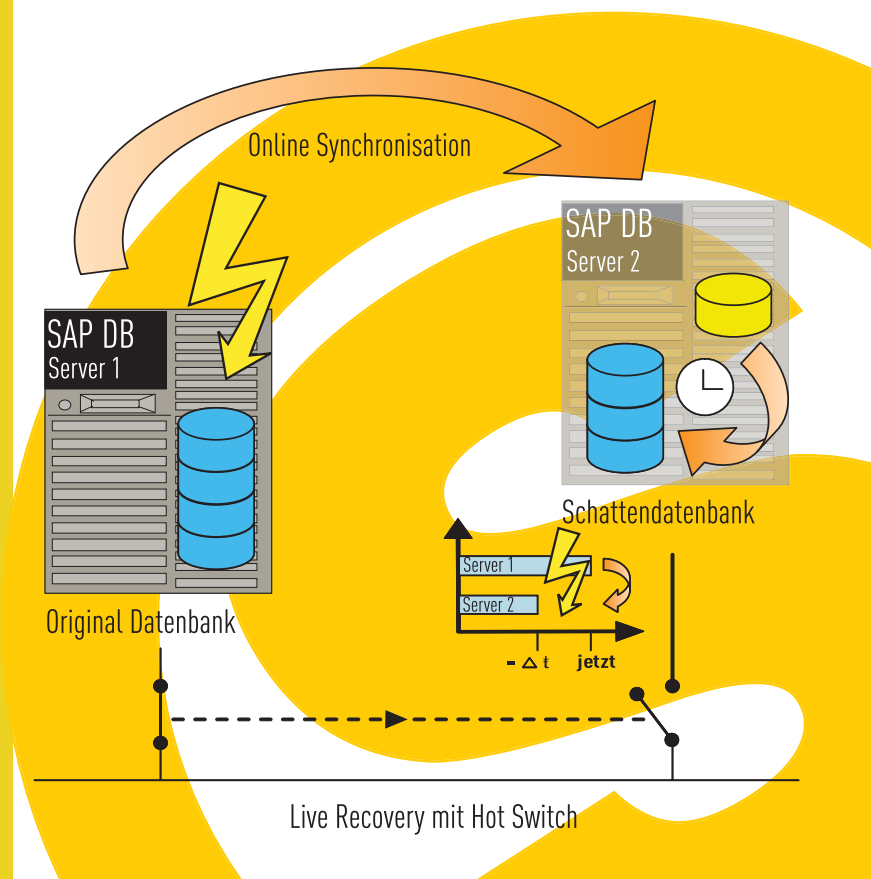 Online Synchronisation
SAP DB
Server 2
SAP DB
Server 1
Schattendatenbank
Server 1
Server 2
Original Datenbank
- Δ t
jetzt
Live Recovery mit Hot Switch